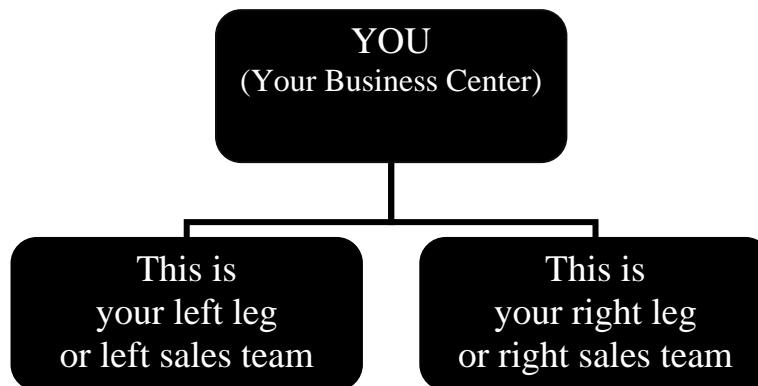 YOU
(Your Business Center)
This is
your left leg
or left sales team
This is
your right leg
or right sales team